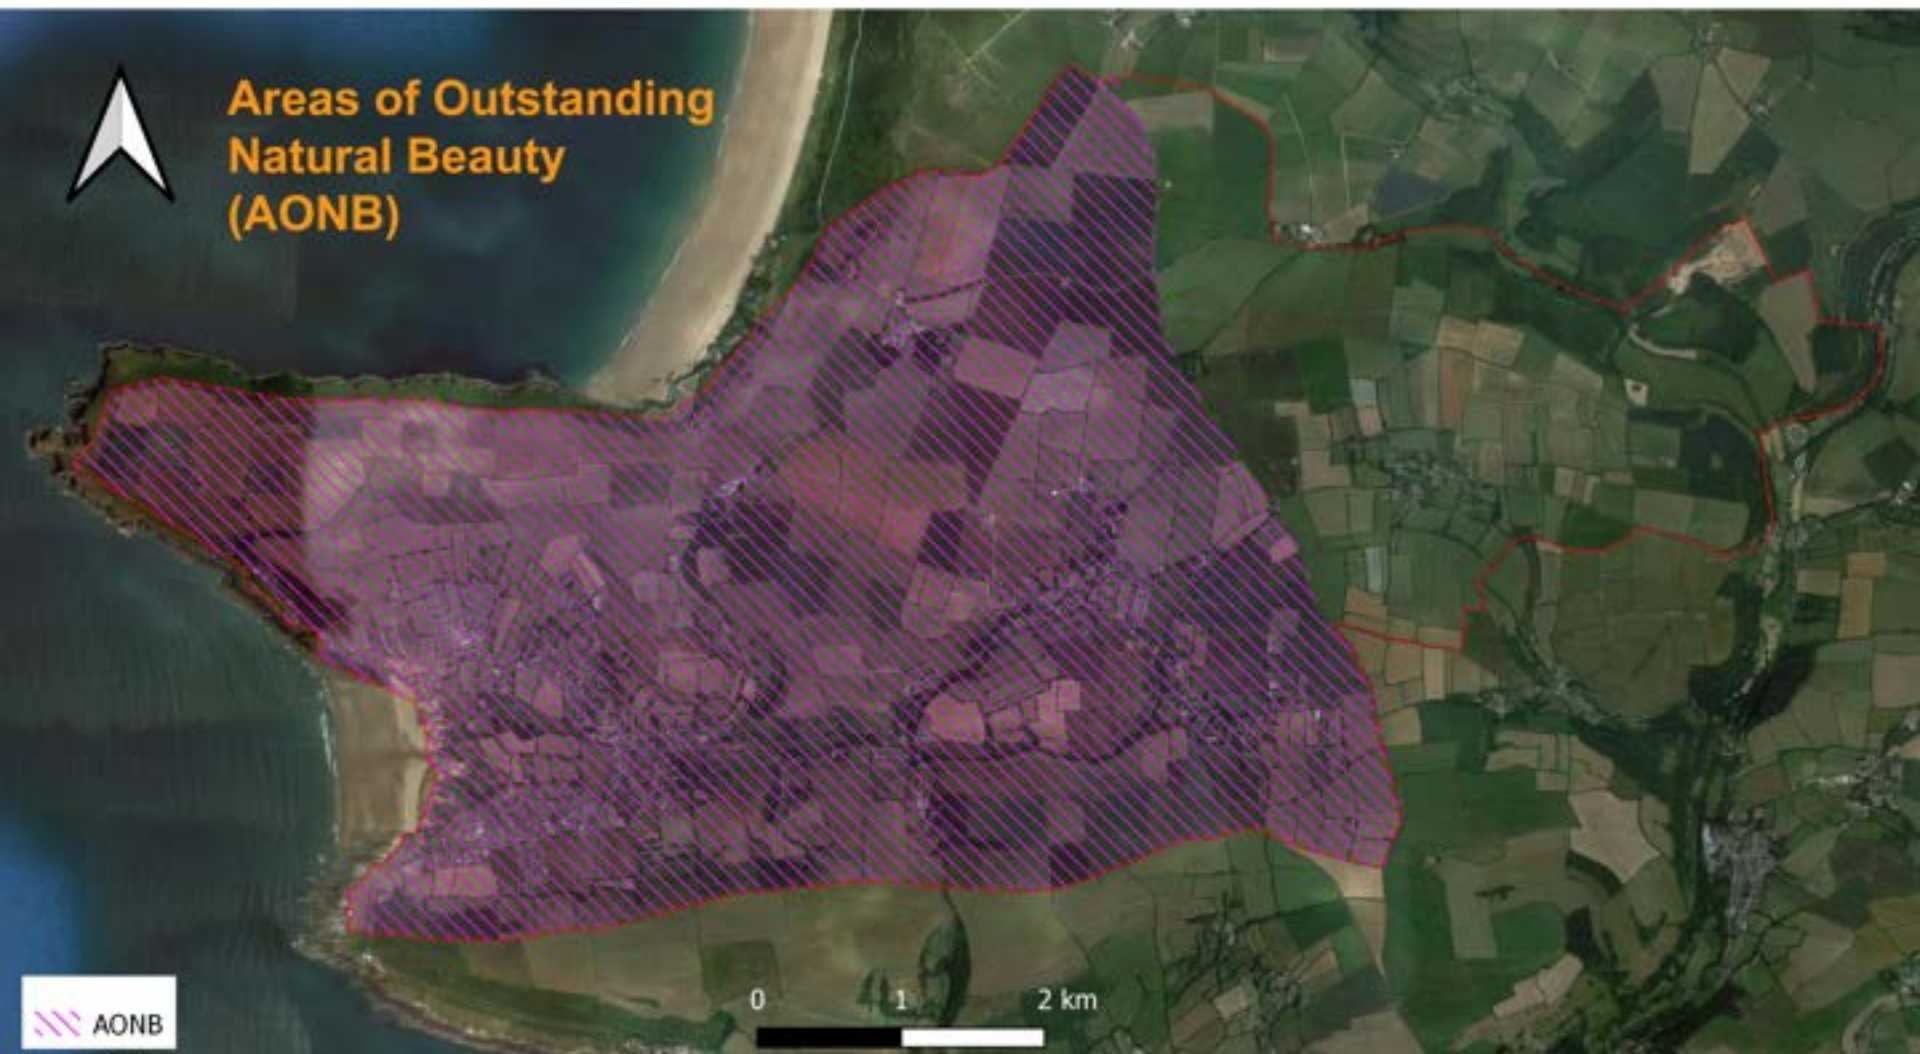 Areas of Outstanding
Natural Beauty
(AONB)
0 1 2 km
AONB